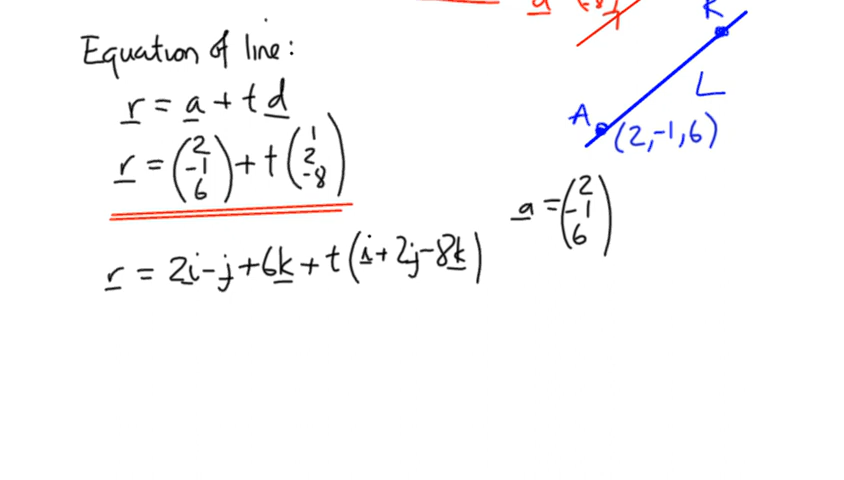 Equation of line:
r = a + t d
r = (2 -1 6) + t (1 2 -8)
r = 2i - j + 6k + t(i + 2j - 8k)
a
R
L
A
(2, -1, 6)
a = (2 -1 6)